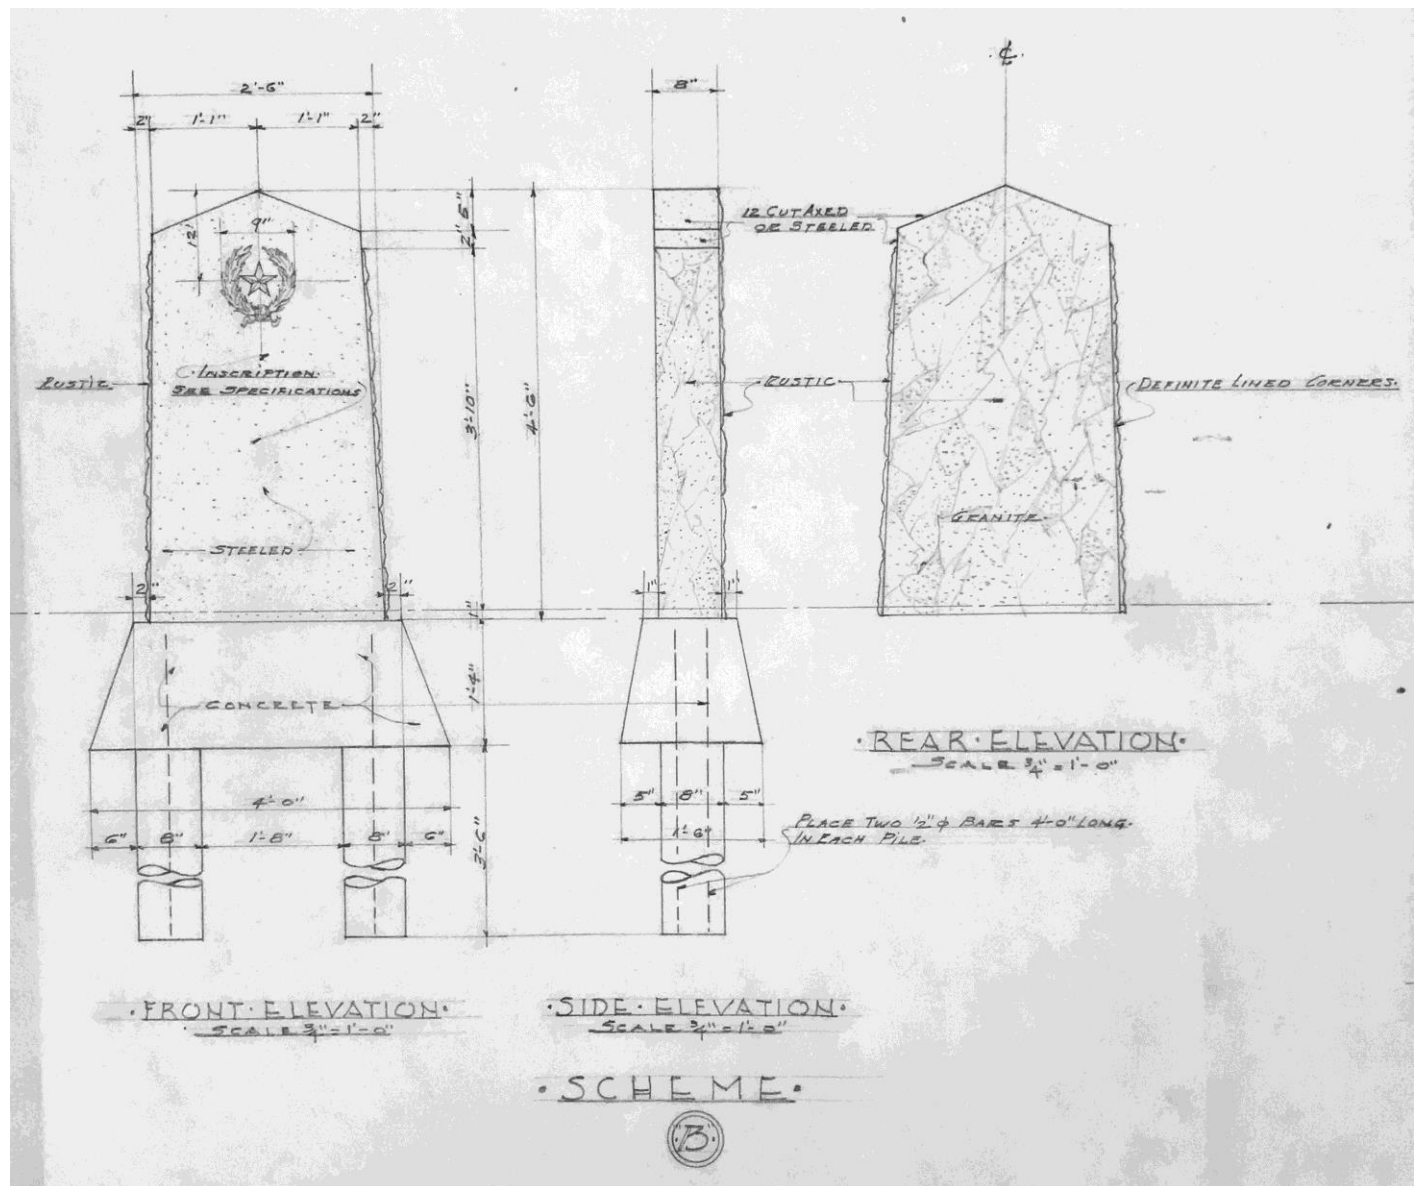 ℄
2'-6"
8"
2" 1'-1" 1'-1" 2"
9"
12"
2" 6"
12 CUT AXED
OR STEELED
RUSTIC
·INSCRIPTION·
SEE SPECIFICATIONS
3'-10"
4'-6"
RUSTIC
DEFINITE LINED CORNERS·
GRANITE·
STEELED
2" 2"
1" 1"
1"
CONCRETE
1'-4"
·REAR·ELEVATION·
SCALE ¾" = 1'-0"
4'-0"
6" 8" 1'-8" 8" 6"
3'-6"
5" 8" 5"
1'-6"
PLACE TWO ½" ϕ BARS 4'-0" LONG·
IN EACH PILE·
·FRONT·ELEVATION·
SCALE ¾" = 1'-0"
·SIDE·ELEVATION·
SCALE ¾" = 1'-0"
·SCHEME·
"B"